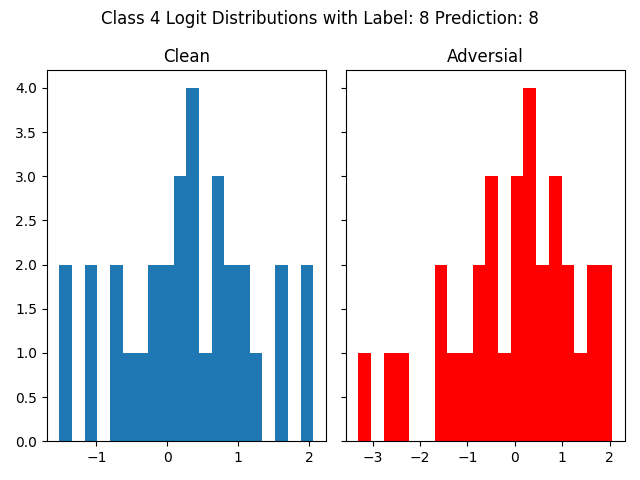 Class 4 Logit Distributions with Label: 8 Prediction: 8
Clean
Adversial
4.0
3.5
3.0
2.5
2.0
1.5
1.0
0.5
0.0
−1 0 1 2
−3 −2 −1 0 1 2